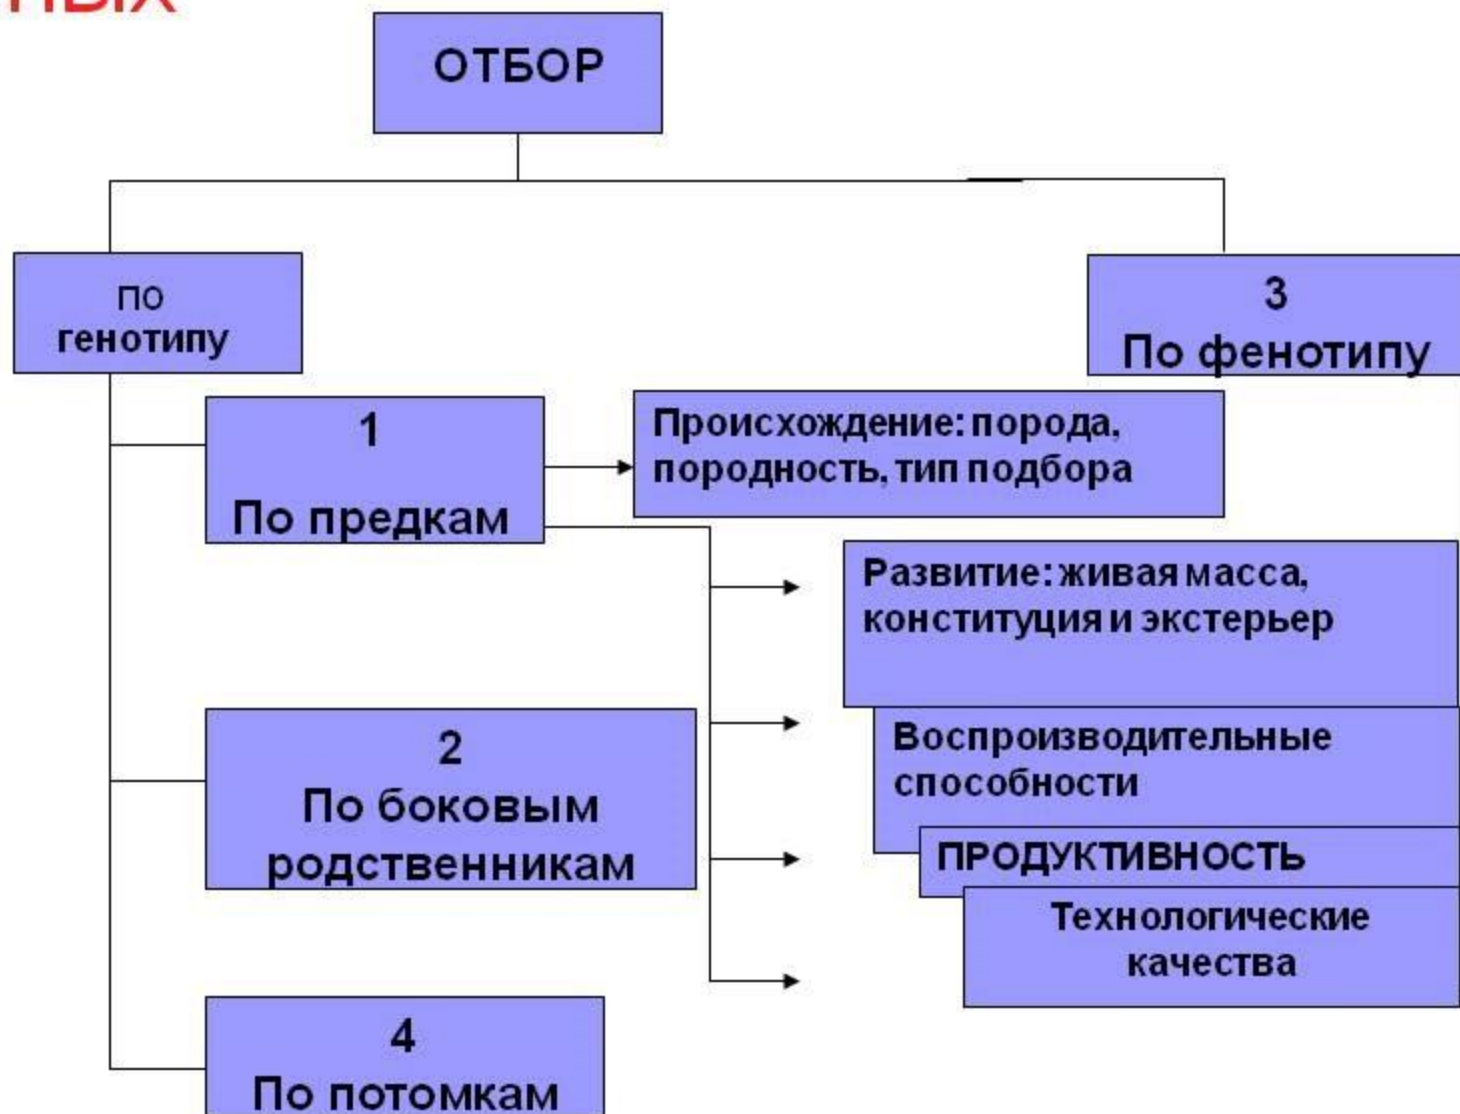 ных
ОТБОР
по
генотипу
3
По фенотипу
1
По предкам
Происхождение: порода,
породность, тип подбора
Развитие: живая масса,
конституция и экстерьер
2
По боковым
родственникам
Воспроизводительные
способности
ПРОДУКТИВНОСТЬ
Технологические
качества
4
По потомкам